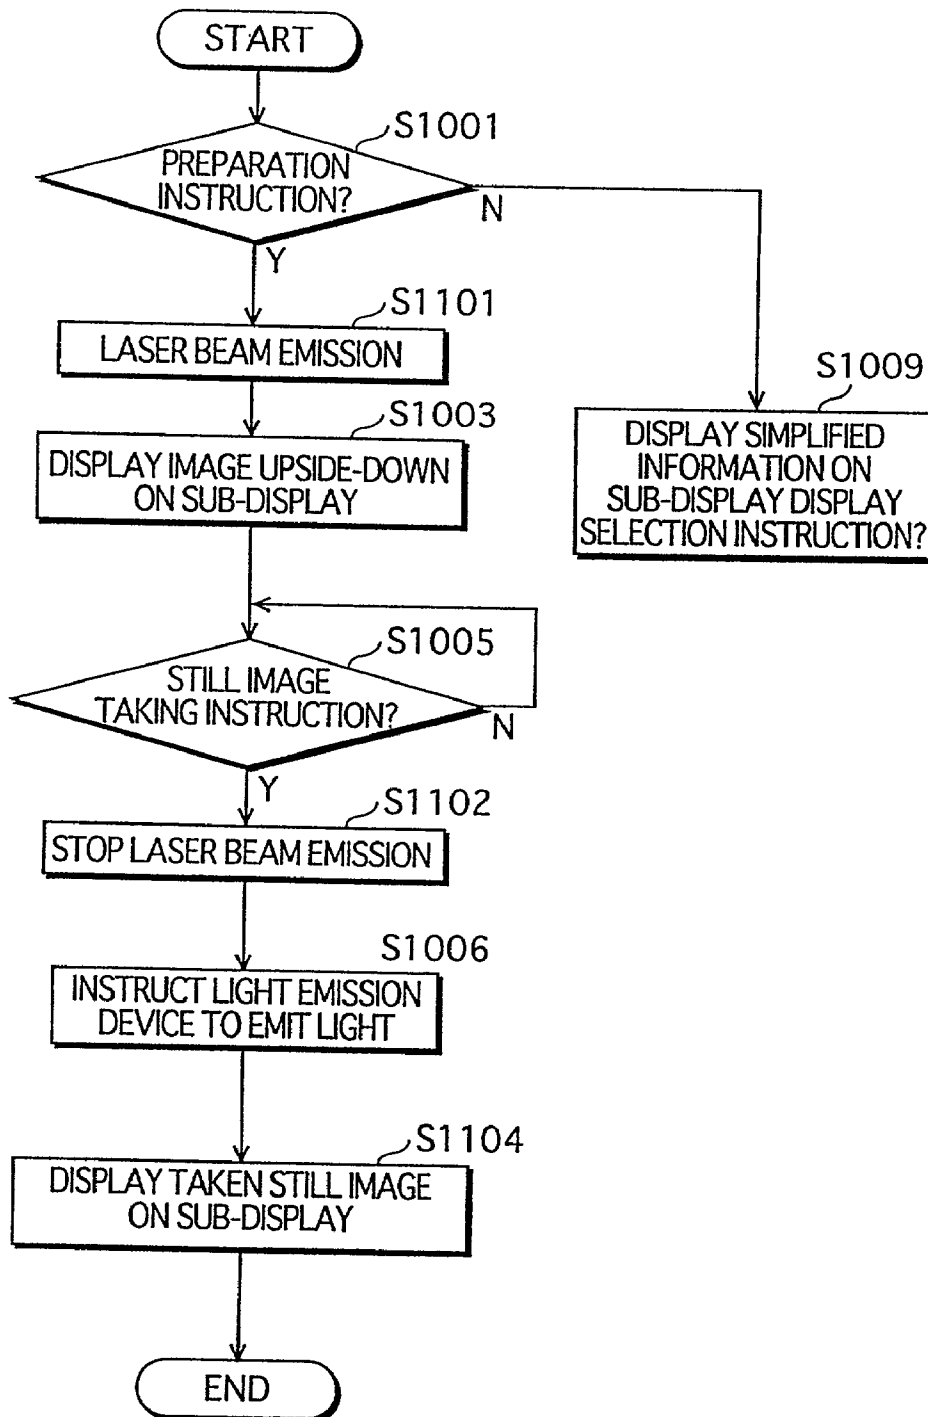 START
S1001
PREPARATION
INSTRUCTION?
N
Y
S1101
LASER BEAM EMISSION
S1009
DISPLAY SIMPLIFIED
INFORMATION ON
SUB-DISPLAY DISPLAY
SELECTION INSTRUCTION?
S1003
DISPLAY IMAGE UPSIDE-DOWN
ON SUB-DISPLAY
S1005
STILL IMAGE
TAKING INSTRUCTION?
N
Y
S1102
STOP LASER BEAM EMISSION
S1006
INSTRUCT LIGHT EMISSION
DEVICE TO EMIT LIGHT
S1104
DISPLAY TAKEN STILL IMAGE
ON SUB-DISPLAY
END